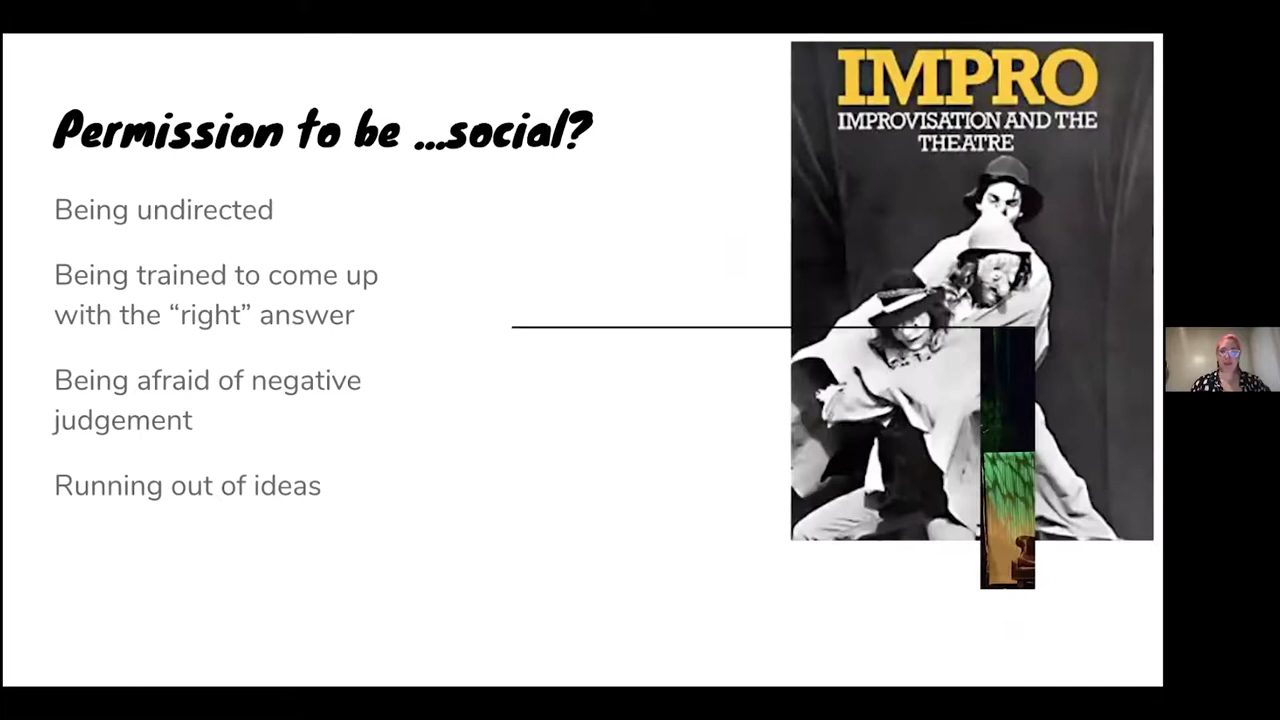 Permission to be ...social?
Being undirected
Being trained to come up
with the “right” answer
Being afraid of negative
judgement
Running out of ideas
IMPRO
IMPROVISATION AND THE
THEATRE